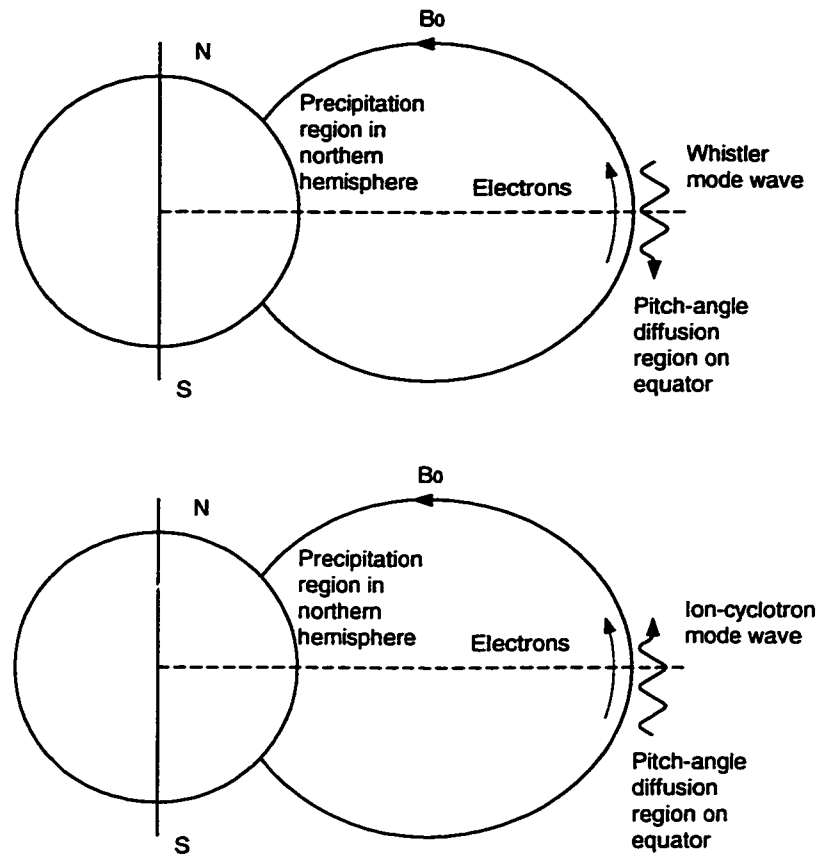 Bo
N
Precipitation
region in
northern
hemisphere
Whistler
mode wave
Electrons
Pitch-angle
diffusion
region on
equator
S
Bo
N
Precipitation
region in
northern
hemisphere
Ion-cyclotron
mode wave
Electrons
Pitch-angle
diffusion
region on
equator
S